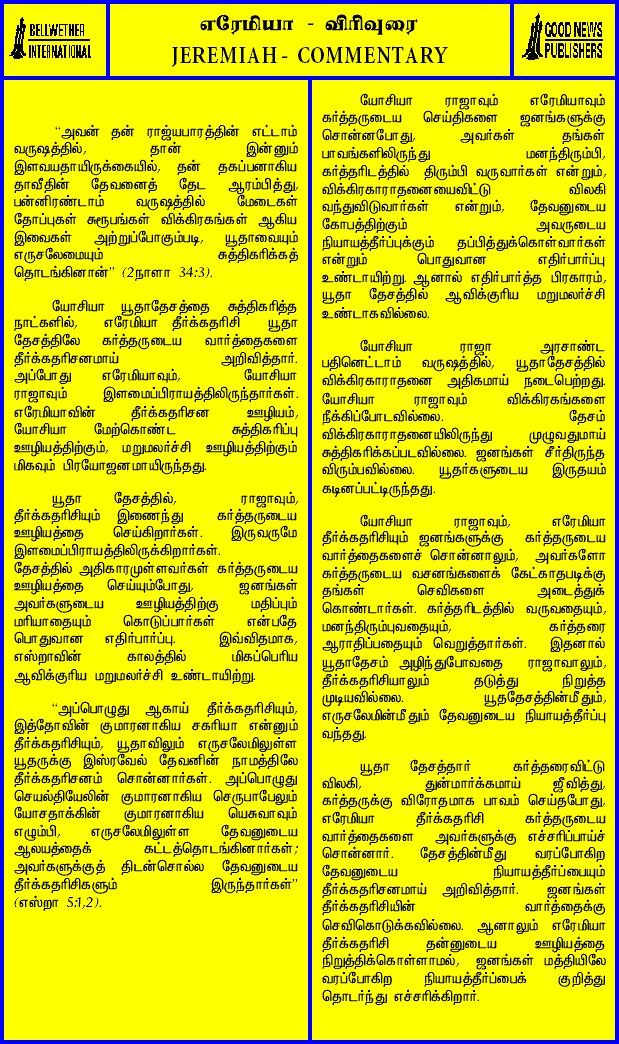 BELLWETHER
INTERNATIONAL
எரேமியா - விரிவுரை
JEREMIAH - COMMENTARY
GOOD NEWS
PUBLISHERS
“அவன் தன் ராஜ்யபாரத்தின் எட்டாம்
வருஷத்தில், தான் இன்னும்
இளவயதாயிருக்கையில், தன் தகப்பனாகிய
தாவீதின் தேவனைத் தேட ஆரம்பித்து,
பன்னிரண்டாம் வருஷத்தில் மேடைகள்
தோப்புகள் சுரூபங்கள் விக்கிரகங்கள் ஆகிய
இவைகள் அற்றுப்போகும்படி, யூதாவையும்
எருசலேமையும் சுத்திகரிக்கத்
தொடங்கினான்” (2நாளா 34:3).
யோசியா யூதாதேசத்தை சுத்திகரித்த
நாட்களில், எரேமியா தீர்க்கதரிசி யூதா
தேசத்திலே கர்த்தருடைய வார்த்தைகளை
தீர்க்கதரிசனமாய் அறிவித்தார்.
அப்போது எரேமியாவும், யோசியா
ராஜாவும் இளமைப்பிராயத்திலிருந்தார்கள்.
எரேமியாவின் தீர்க்கதரிசன ஊழியம்,
யோசியா மேற்கொண்ட சுத்திகரிப்பு
ஊழியத்திற்கும், மறுமலர்ச்சி ஊழியத்திற்கும்
மிகவும் பிரயோஜனமாயிருந்தது.
யூதா தேசத்தில், ராஜாவும்,
தீர்க்கதரிசியும் இணைந்து கர்த்தருடைய
ஊழியத்தை செய்கிறார்கள். இருவருமே
இளமைப்பிராயத்திலிருக்கிறார்கள்.
தேசத்தில் அதிகாரமுள்ளவர்கள் கர்த்தருடைய
ஊழியத்தை செய்யும்போது, ஜனங்கள்
அவர்களுடைய ஊழியத்திற்கு மதிப்பும்
மரியாதையும் கொடுப்பார்கள் என்பதே
பொதுவான எதிர்பார்ப்பு. இவ்விதமாக,
எஸ்றாவின் காலத்தில் மிகப்பெரிய
ஆவிக்குரிய மறுமலர்ச்சி உண்டாயிற்று.
“அப்பொழுது ஆகாய் தீர்க்கதரிசியும்,
இத்தோவின் குமாரனாகிய சகரியா என்னும்
தீர்க்கதரிசியும், யூதாவிலும் எருசலேமிலுள்ள
யூதருக்கு இஸ்ரவேல் தேவனின் நாமத்திலே
தீர்க்கதரிசனம் சொன்னார்கள். அப்பொழுது
செயல்தியேலின் குமாரனாகிய செருபாபேலும்
யோசதாக்கின் குமாரனாகிய யெசுவாவும்
எழும்பி, எருசலேமிலுள்ள தேவனுடைய
ஆலயத்தைக் கட்டத்தொடங்கினார்கள்;
அவர்களுக்குத் திடன்சொல்ல தேவனுடைய
தீர்க்கதரிசிகளும் இருந்தார்கள்”
(எஸ்றா 5:1,2).
யோசியா ராஜாவும் எரேமியாவும்
கர்த்தருடைய செய்திகளை ஜனங்களுக்கு
சொன்னபோது, அவர்கள் தங்கள்
பாவங்களிலிருந்து மனந்திரும்பி,
கர்த்தரிடத்தில் திரும்பி வருவார்கள் என்றும்,
விக்கிரகாராதனையைவிட்டு விலகி
வந்துவிடுவார்கள் என்றும், தேவனுடைய
கோபத்திற்கும் அவருடைய
நியாயத்தீர்ப்புக்கும் தப்பித்துக்கொள்வார்கள்
என்றும் பொதுவான எதிர்பார்ப்பு
உண்டாயிற்று. ஆனால் எதிர்பார்த்த பிரகாரம்,
யூதா தேசத்தில் ஆவிக்குரிய மறுமலர்ச்சி
உண்டாகவில்லை.
யோசியா ராஜா அரசாண்ட
பதினெட்டாம் வருஷத்தில், யூதாதேசத்தில்
விக்கிரகாராதனை அதிகமாய் நடைபெற்றது.
யோசியா ராஜாவும் விக்கிரகங்களை
நீக்கிப்போடவில்லை. தேசம்
விக்கிரகாராதனையிலிருந்து முழுவதுமாய்
சுத்திகரிக்கப்படவில்லை. ஜனங்கள் சீர்திருந்த
விரும்பவில்லை. யூதர்களுடைய இருதயம்
கடினப்பட்டிருந்தது.
யோசியா ராஜாவும், எரேமியா
தீர்க்கதரிசியும் ஜனங்களுக்கு கர்த்தருடைய
வார்த்தைகளைச் சொன்னாலும், அவர்களோ
கர்த்தருடைய வசனங்களைக் கேட்காதபடிக்கு
தங்கள் செவிகளை அடைத்துக்
கொண்டார்கள். கர்த்தரிடத்தில் வருவதையும்,
மனந்திரும்புவதையும், கர்த்தரை
ஆராதிப்பதையும் வெறுத்தார்கள். இதனால்
யூதாதேசம் அழிந்துபோவதை ராஜாவாலும்,
தீர்க்கதரிசியாலும் தடுத்து நிறுத்த
முடியவில்லை. யூததேசத்தின்மீதும்,
எருசலேமின்மீதும் தேவனுடைய நியாயத்தீர்ப்பு
வந்தது.
யூதா தேசத்தார் கர்த்தரைவிட்டு
விலகி, துன்மார்க்கமாய் ஜீவித்து,
கர்த்தருக்கு விரோதமாக பாவம் செய்தபோது,
எரேமியா தீர்க்கதரிசி கர்த்தருடைய
வார்த்தைகளை அவர்களுக்கு எச்சரிப்பாய்ச்
சொன்னார். தேசத்தின்மீது வரப்போகிற
தேவனுடைய நியாயத்தீர்ப்பையும்
தீர்க்கதரிசனமாய் அறிவித்தார். ஜனங்கள்
தீர்க்கதரிசியின் வார்த்தைக்கு
செவிகொடுக்கவில்லை. ஆனாலும் எரேமியா
தீர்க்கதரிசி தன்னுடைய ஊழியத்தை
நிறுத்திக்கொள்ளாமல், ஜனங்கள் மத்தியிலே
வரப்போகிற நியாயத்தீர்ப்பைக் குறித்து
தொடர்ந்து எச்சரிக்கிறார்.